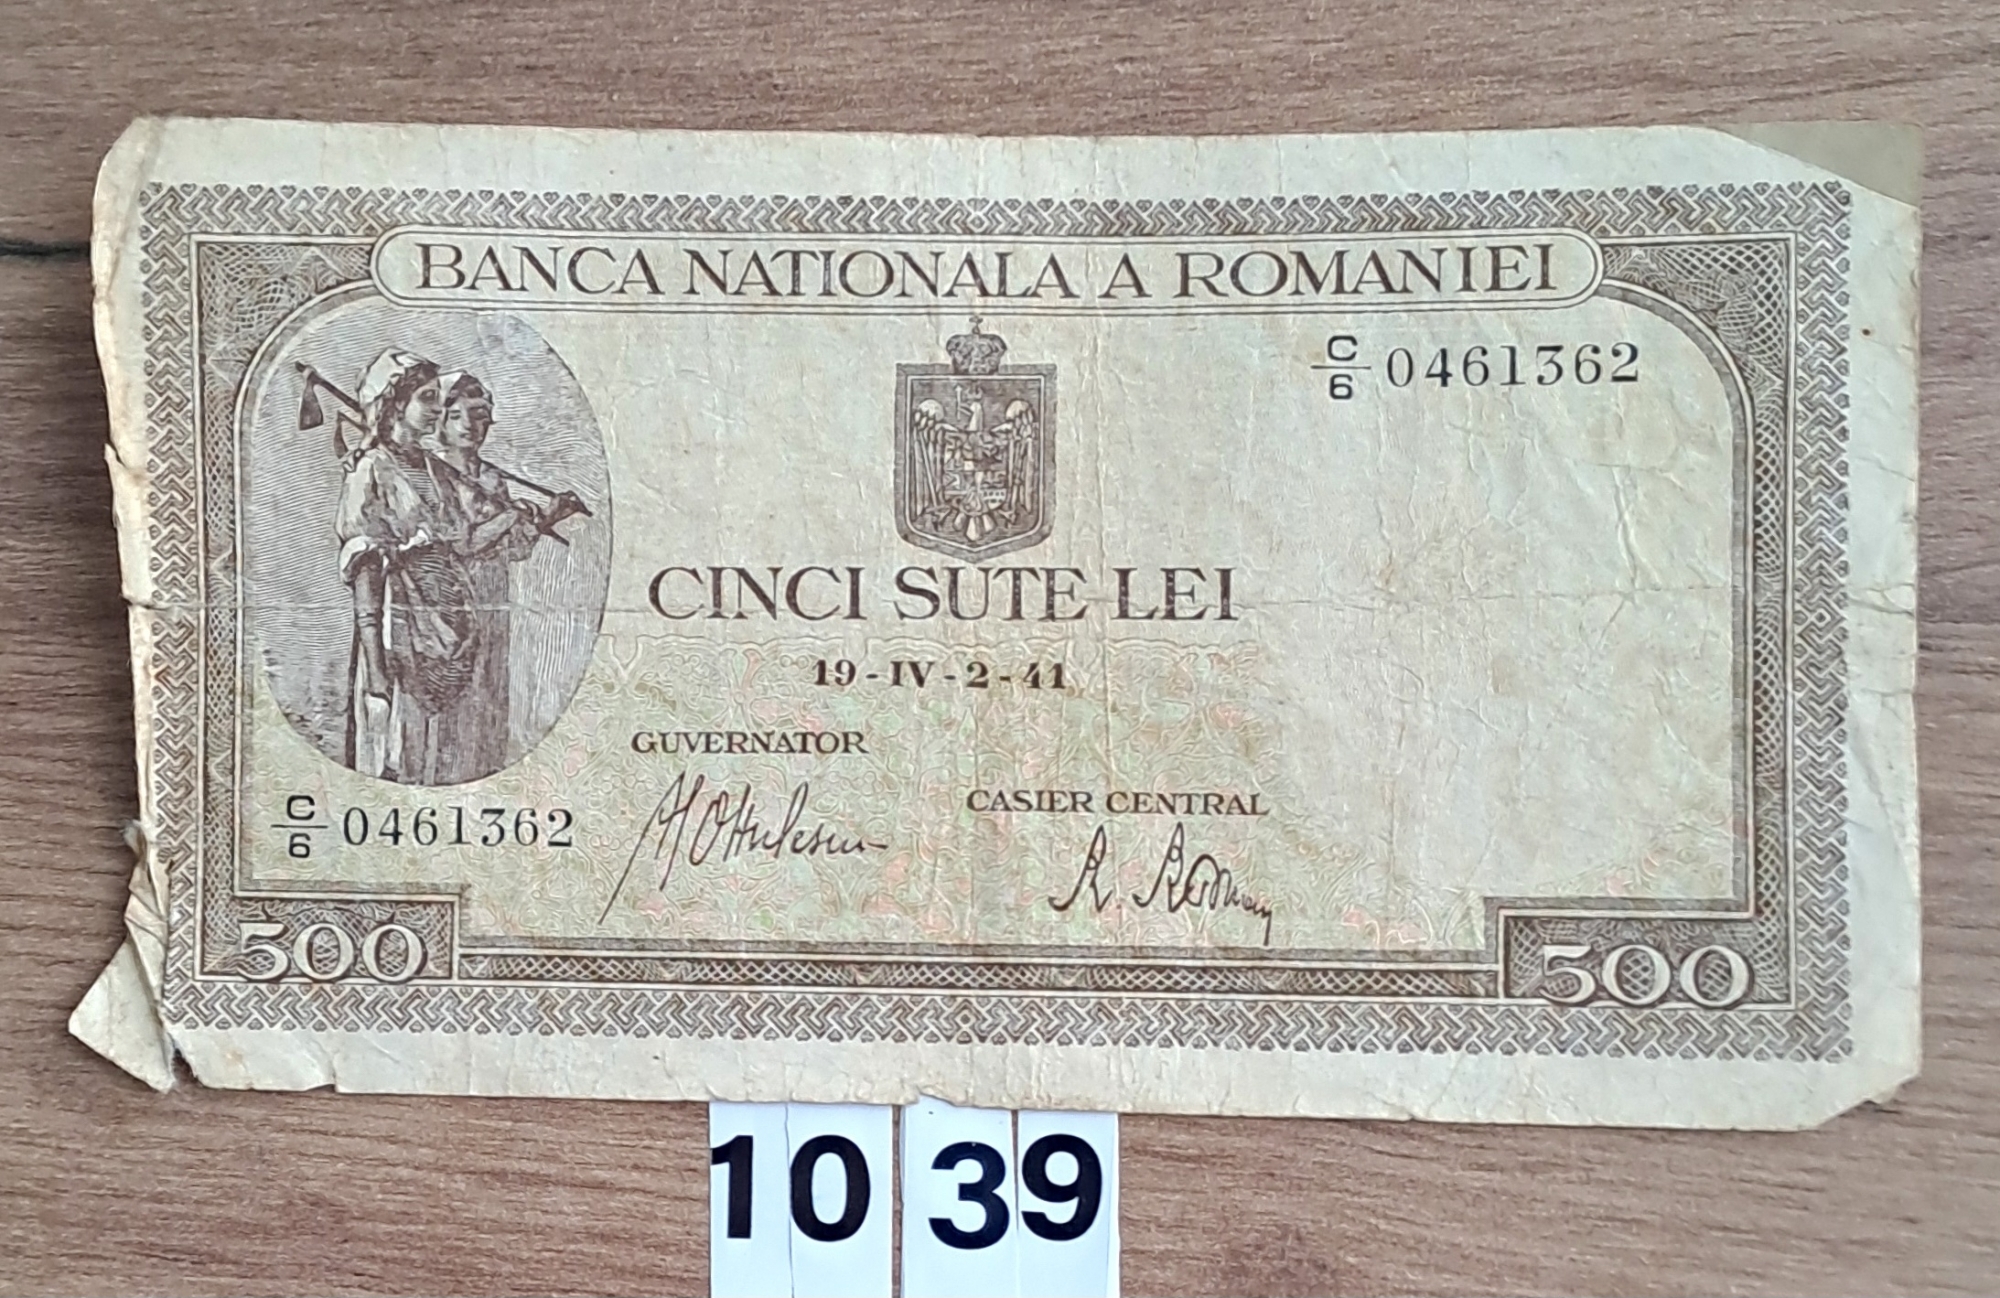 BANCA NATIONALA A ROMANIEI
C/6 0461362
CINCI SUTE LEI
19-IV-2-41
GUVERNATOR
CASIER CENTRAL
C/6 0461362
500
500
10 39